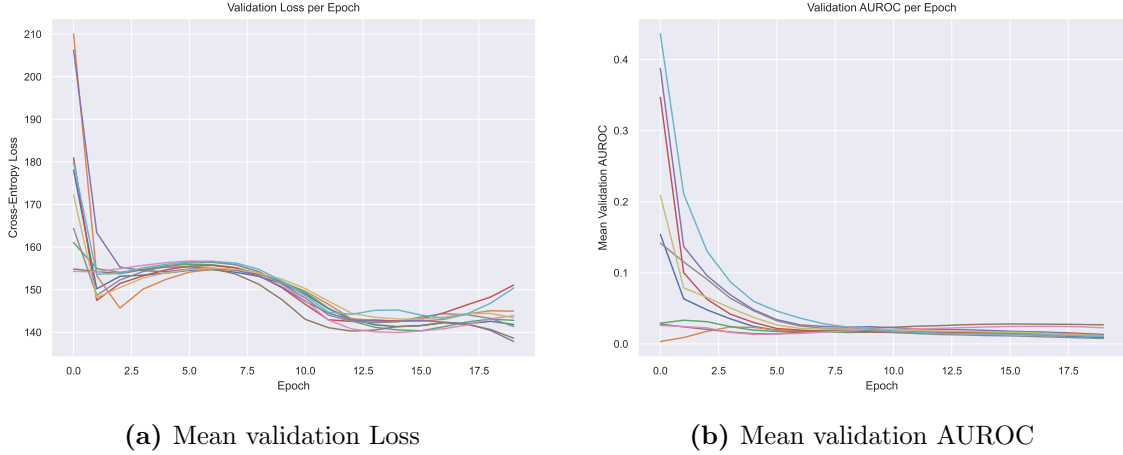 Validation Loss per Epoch
210
200
190
180
170
160
150
140
Cross-Entropy Loss
0.0 2.5 5.0 7.5 10.0 12.5 15.0 17.5
Epoch
(a) Mean validation Loss
Validation AUROC per Epoch
0.4
0.3
0.2
0.1
0.0
Mean Validation AUROC
0.0 2.5 5.0 7.5 10.0 12.5 15.0 17.5
Epoch
(b) Mean validation AUROC